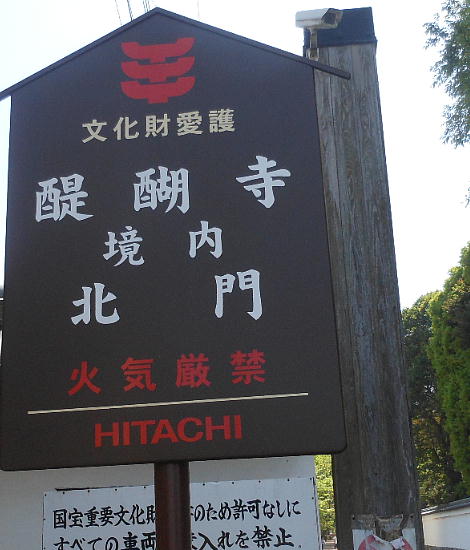 文化財愛護
醍醐寺
境内
北門
火気厳禁
HITACHI
国宝重要文化財のため許可なしに
すべての車両入れを禁止